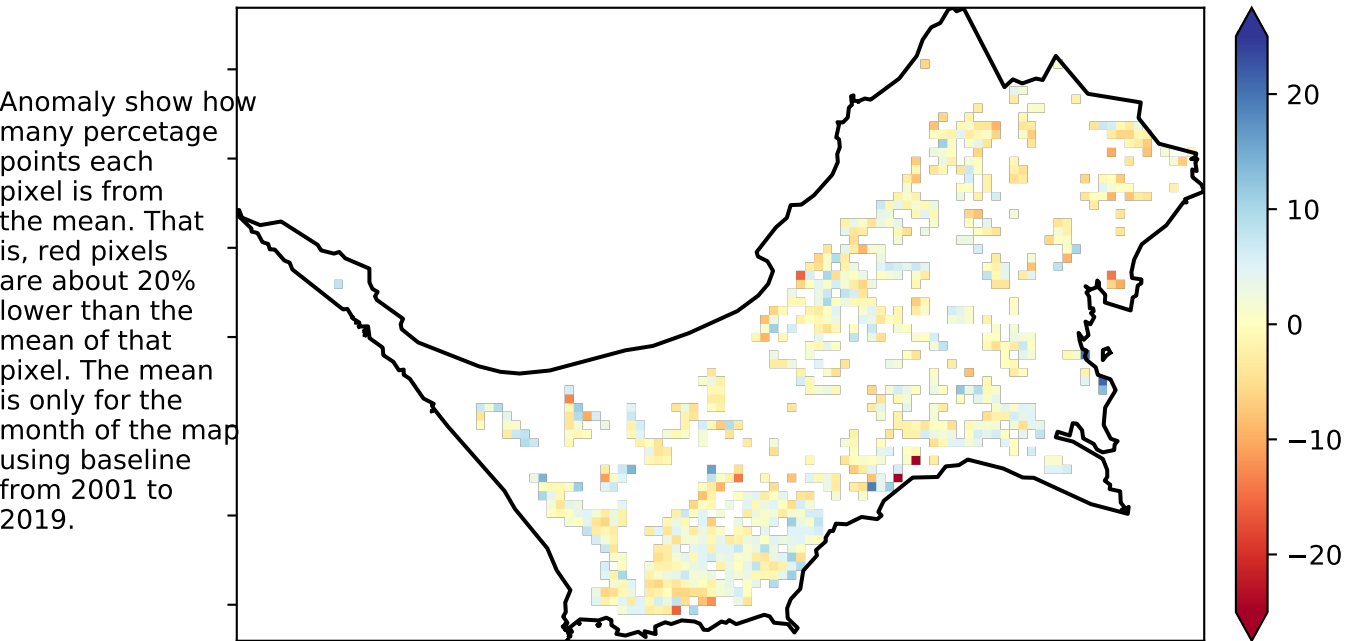 Anomaly show how
many percetage
points each
pixel is from
the mean. That
is, red pixels
are about 20%
lower than the
mean of that
pixel. The mean
is only for the
month of the map
using baseline
from 2001 to
2019.
20
10
0
−10
−20